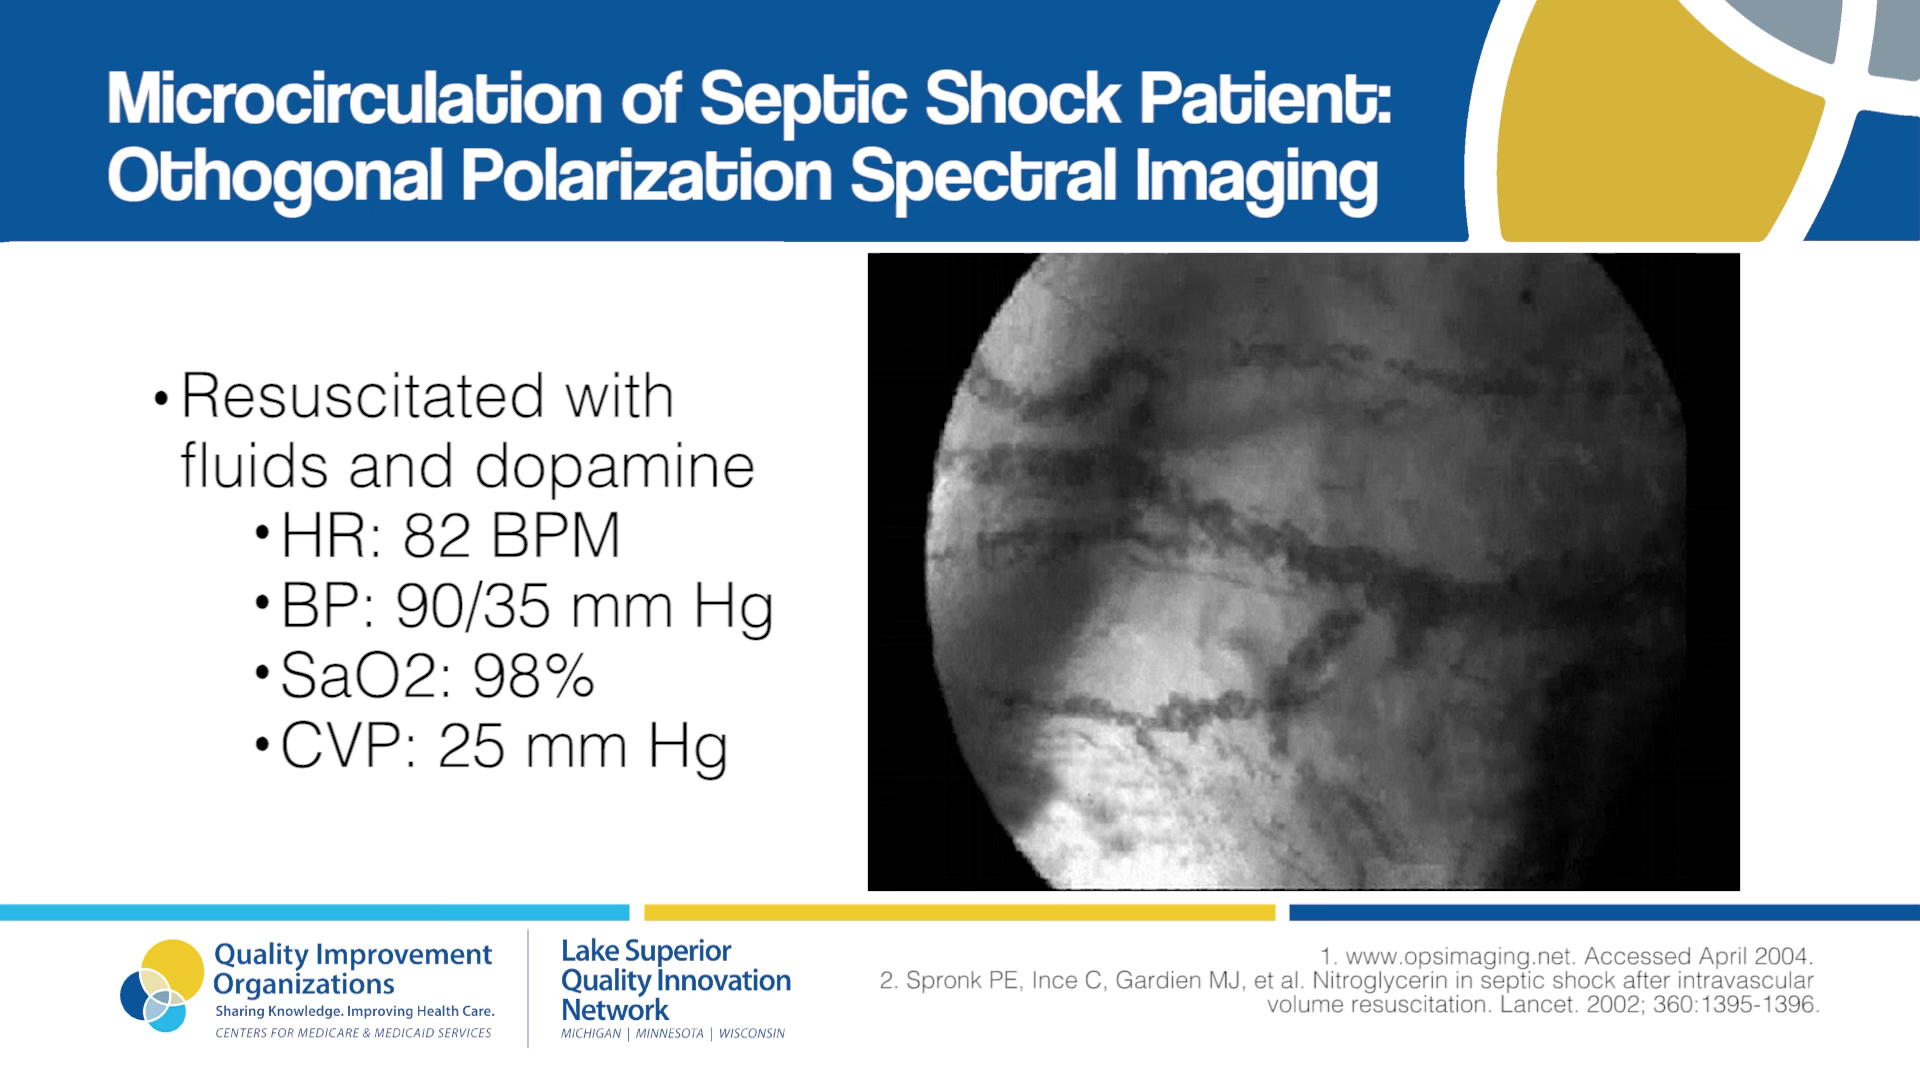 Microcirculation of Septic Shock Patient:
Othogonal Polarization Spectral Imaging
• Resuscitated with
fluids and dopamine
• HR: 82 BPM
• BP: 90/35 mm Hg
• SaO2: 98%
• CVP: 25 mm Hg
Quality Improvement
Organizations
Sharing Knowledge. Improving Health Care.
CENTERS FOR MEDICARE & MEDICAID SERVICES
Lake Superior
Quality Innovation
Network
MICHIGAN | MINNESOTA | WISCONSIN
1. www.opsimaging.net. Accessed April 2004.
2. Spronk PE, Ince C, Gardien MJ, et al. Nitroglycerin in septic shock after intravascular
volume resuscitation. Lancet. 2002; 360:1395-1396.